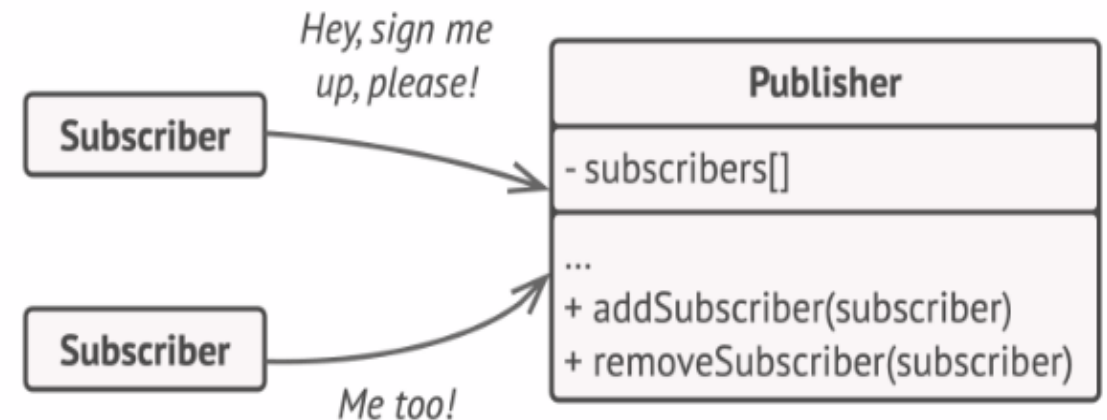 Hey, sign me
up, please!
Subscriber
Subscriber
Me too!
Publisher
- subscribers[]
...
+ addSubscriber(subscriber)
+ removeSubscriber(subscriber)